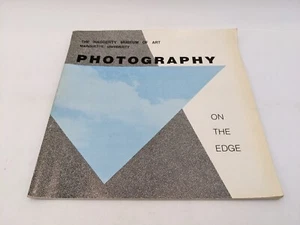 THE HAGGERTY MUSEUM OF ART
MARQUETTE UNIVERSITY
PHOTOGRAPHY
ON
THE
EDGE